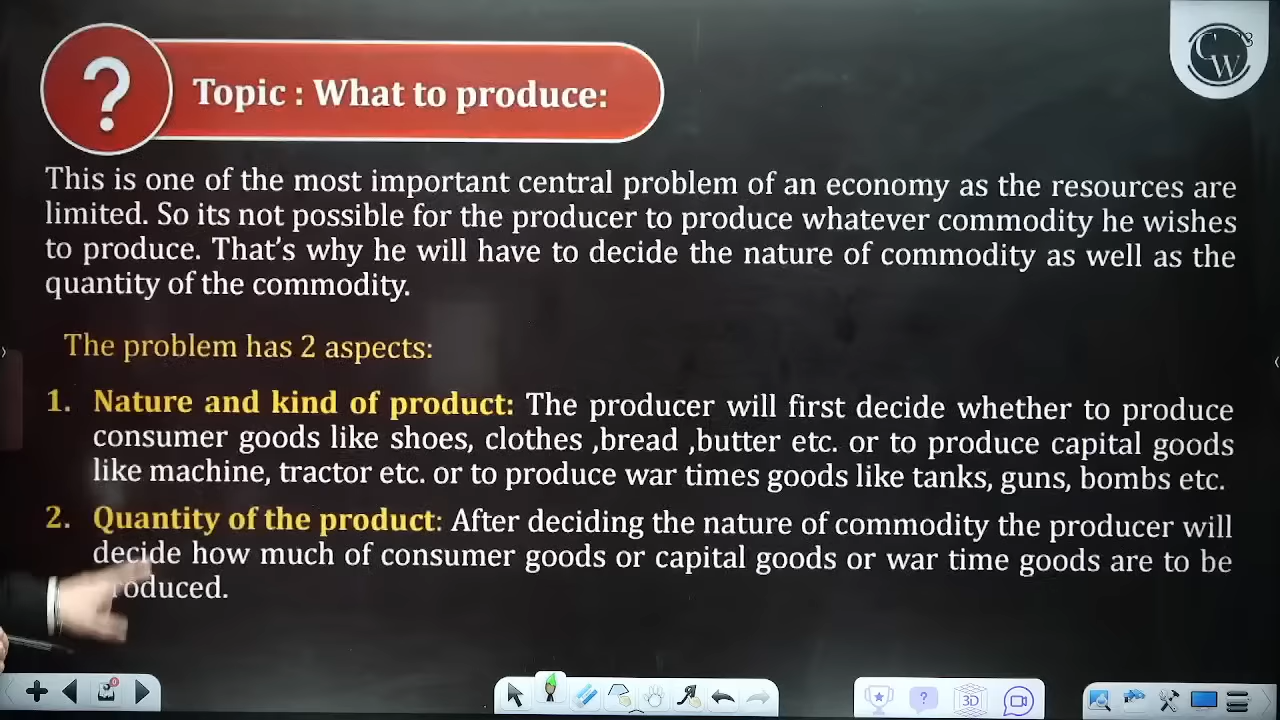 ?
Topic : What to produce:
CW
This is one of the most important central problem of an economy as the resources are
limited. So its not possible for the producer to produce whatever commodity he wishes
to produce. That's why he will have to decide the nature of commodity as well as the
quantity of the commodity.
The problem has 2 aspects:
1. Nature and kind of product: The producer will first decide whether to produce
consumer goods like shoes, clothes ,bread ,butter etc. or to produce capital goods
like machine, tractor etc. or to produce war times goods like tanks, guns, bombs etc.
2. Quantity of the product: After deciding the nature of commodity the producer will
decide how much of consumer goods or capital goods or war time goods are to be
roduced.
0
?
3D